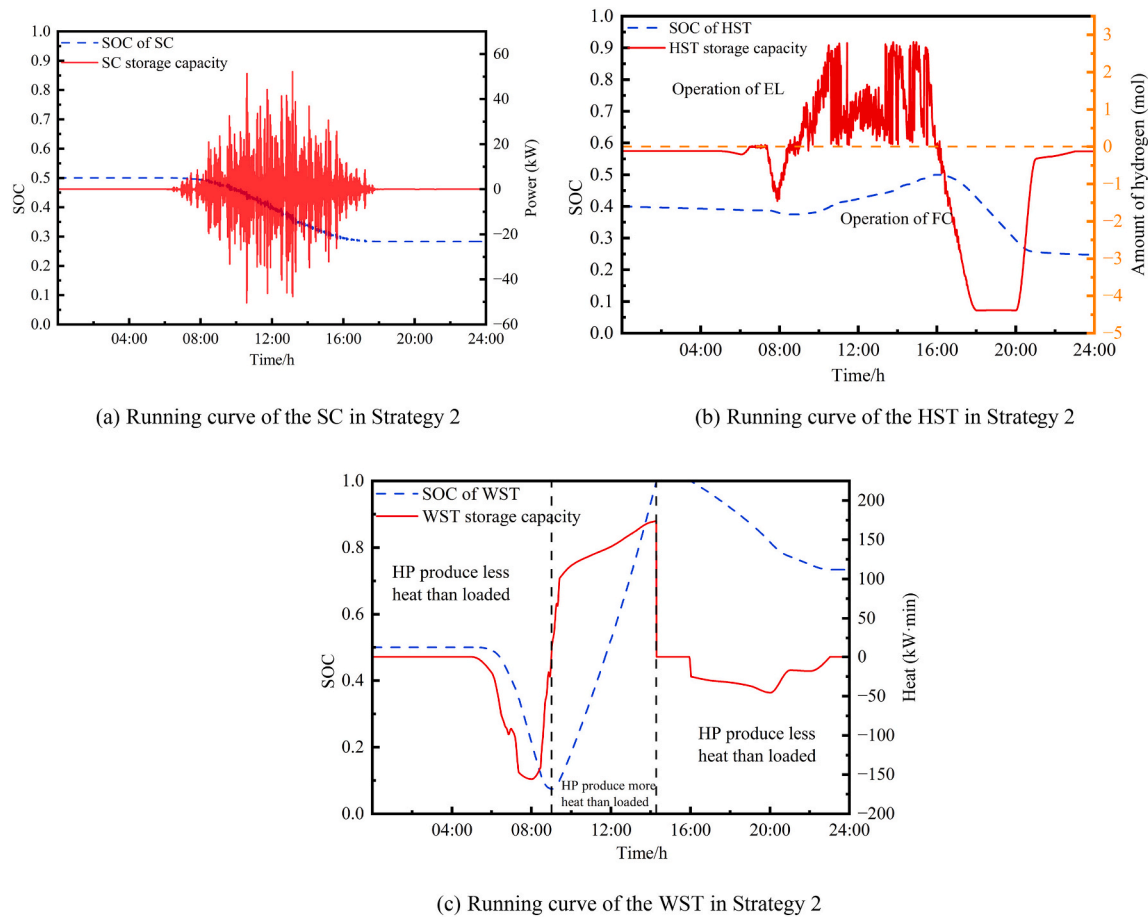 SOC of SC
SC storage capacity
1.0
0.9
0.8
0.7
0.6
0.5
0.4
0.3
0.2
0.1
0.0
SOC
60
40
20
0
−20
−40
−60
Power (kW)
04:00 08:00 12:00 16:00 20:00 24:00
Time/h
(a) Running curve of the SC in Strategy 2
SOC of HST
HST storage capacity
Operation of EL
Operation of FC
1.0
0.9
0.8
0.7
0.6
0.5
0.4
0.3
0.2
0.1
0.0
SOC
3
2
1
0
−1
−2
−3
−4
−5
Amount of hydrogen (mol)
04:00 08:00 12:00 16:00 20:00 24:00
Time/h
(b) Running curve of the HST in Strategy 2
SOC of WST
WST storage capacity
HP produce less
heat than loaded
HP produce more
heat than loaded
HP produce less
heat than loaded
1.0
0.8
0.6
0.4
0.2
0.0
SOC
200
150
100
50
0
−50
−100
−150
−200
Heat (kW·min)
04:00 08:00 12:00 16:00 20:00 24:00
Time/h
(c) Running curve of the WST in Strategy 2